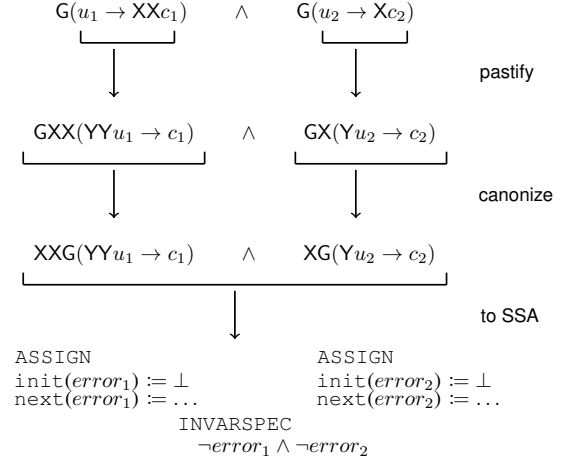 G(u₁ → XXc₁) ∧ G(u₂ → Xc₂)
pastify
GXX(YYu₁ → c₁) ∧ GX(Yu₂ → c₂)
canonize
XXG(YYu₁ → c₁) ∧ XG(Yu₂ → c₂)
to SSA
ASSIGN ASSIGN
init(error₁) := ⊥ init(error₂) := ⊥
next(error₁) := ... next(error₂) := ...
INVARSPEC
¬error₁ ∧ ¬error₂